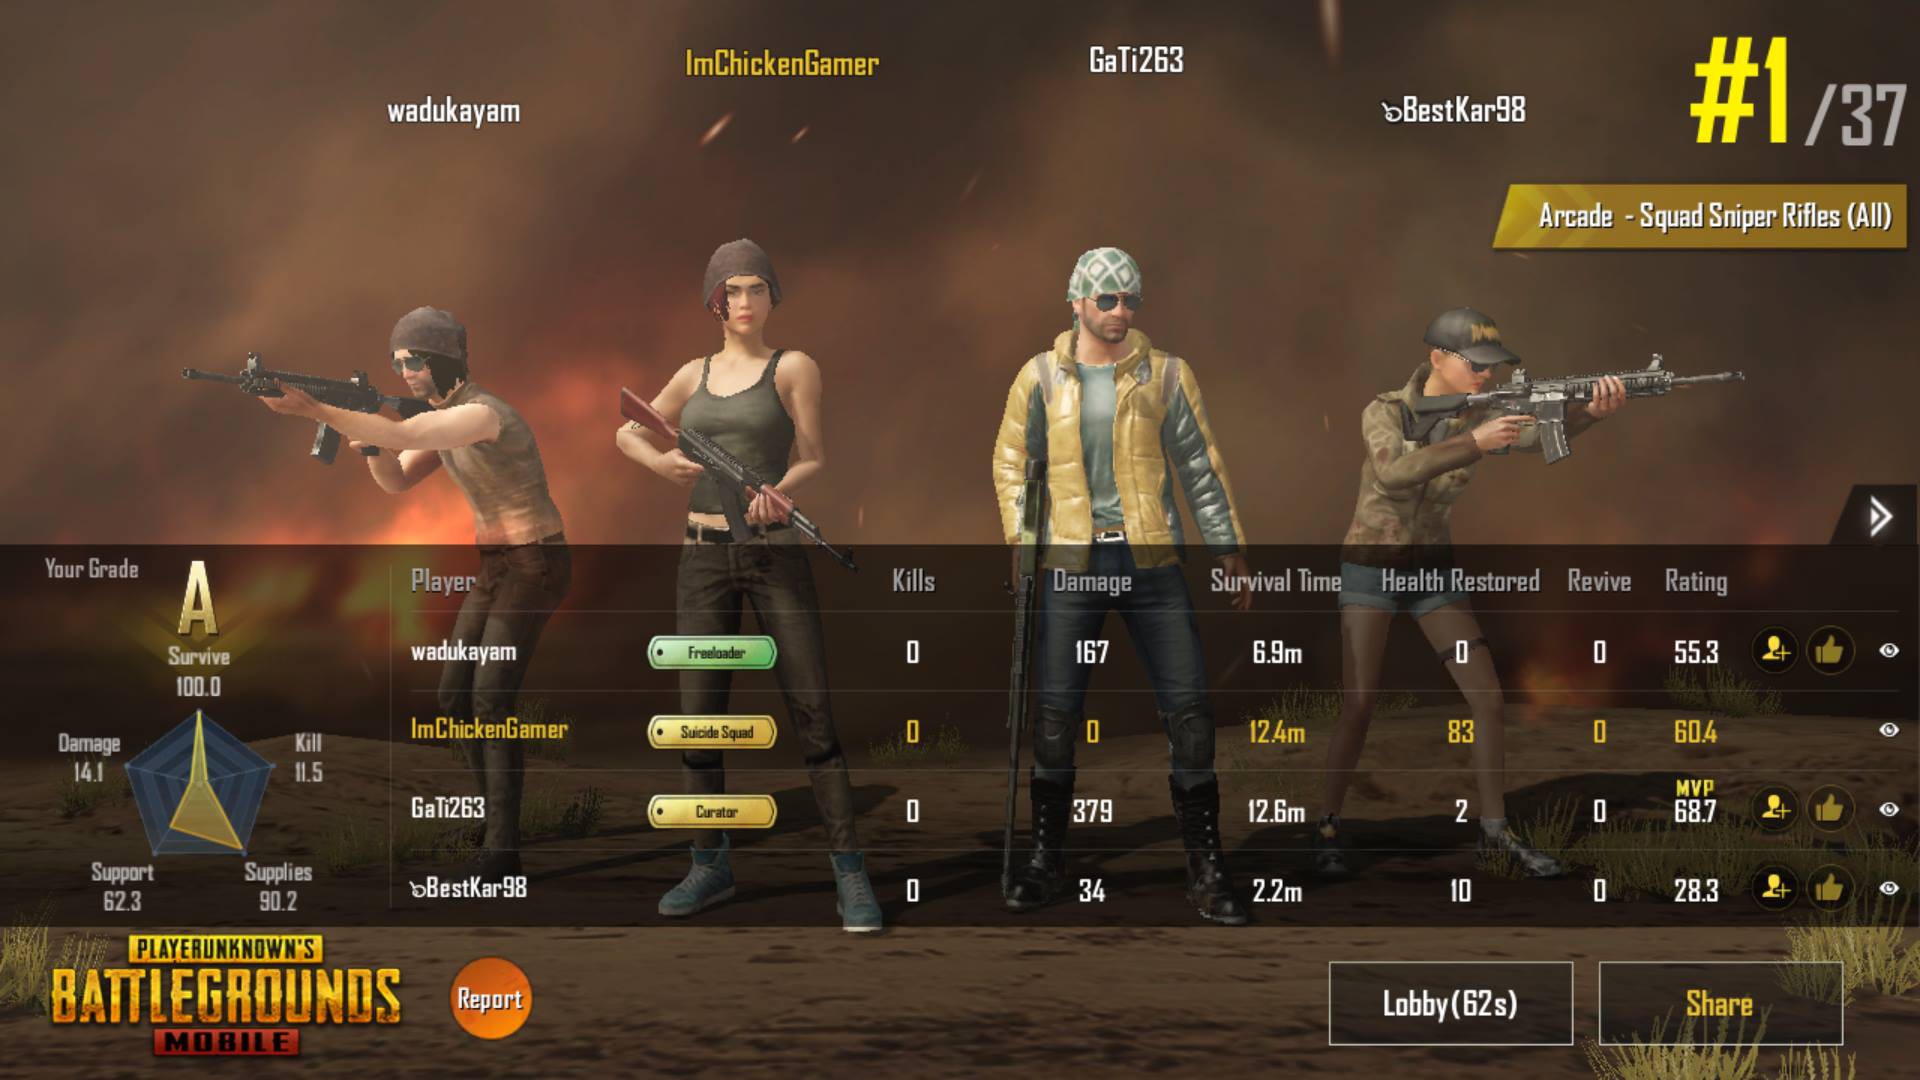 ImChickenGamer
GaTi263
wadukayam
BestKar98
#1/37
Arcade - Squad Sniper Rifles (All)
Your Grade
A
Survive
100.0
Damage
14.1
Kill
11.5
Support
62.3
Supplies
90.2
Player Kills Damage Survival Time Health Restored Revive Rating
wadukayam Freeloader 0 167 6.9m 0 0 55.3
ImChickenGamer Suicide Squad 0 0 12.4m 83 0 60.4
MVP
GaTi263 Curator 0 379 12.6m 2 0 68.7
BestKar98 0 34 2.2m 10 0 28.3
PLAYERUNKNOWN'S
BATTLEGROUNDS
MOBILE
Report
Lobby(62s)
Share